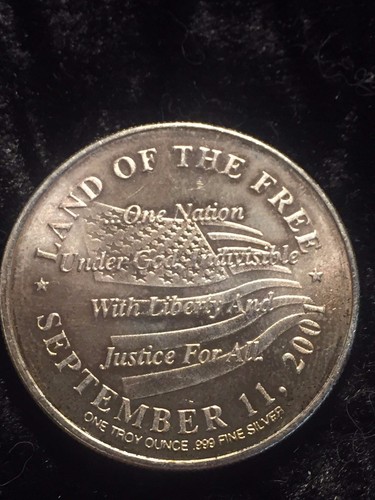 LAND OF THE FREE
One Nation
Under God, Indivisible
With Liberty And
Justice For All.
SEPTEMBER 11, 2001
ONE TROY OUNCE .999 FINE SILVER